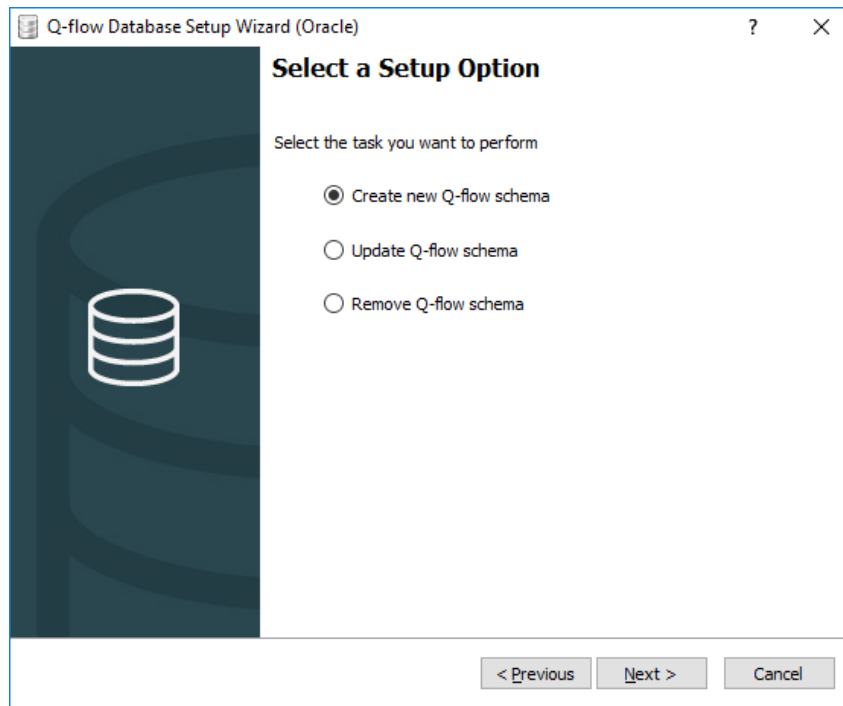 Q-flow Database Setup Wizard (Oracle)
?
Select a Setup Option
Select the task you want to perform
Create new Q-flow schema
Update Q-flow schema
Remove Q-flow schema
< Previous
Next >
Cancel